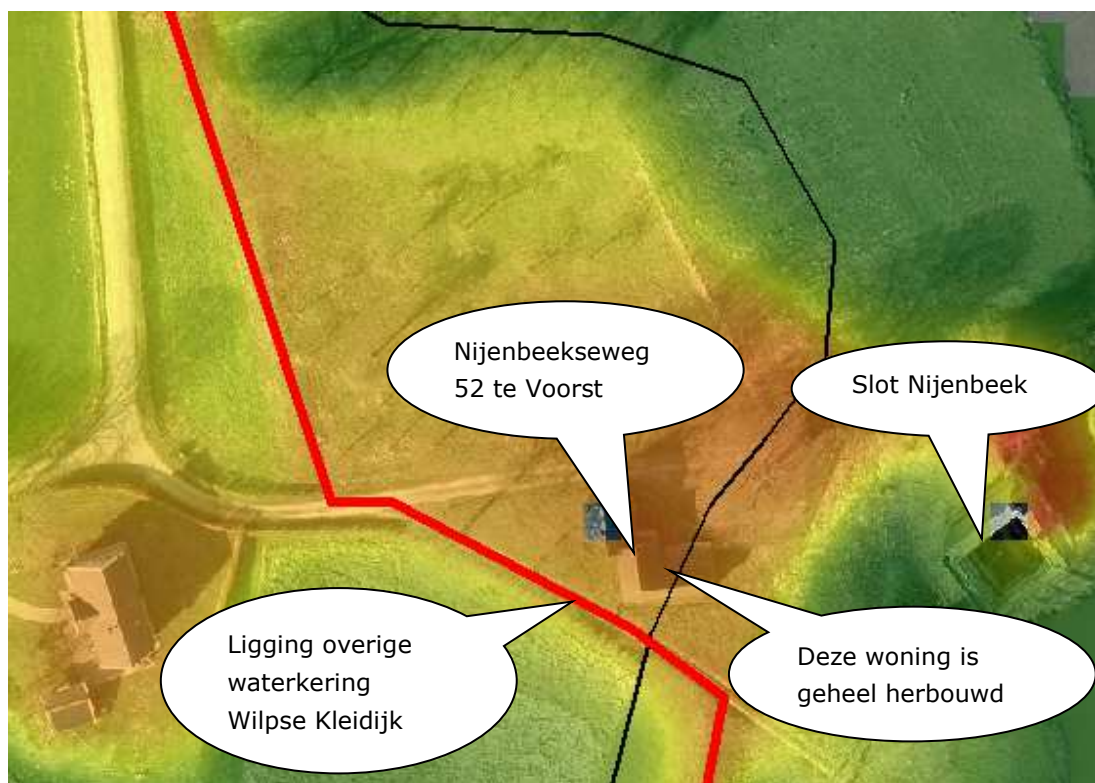 Nijenbeekseweg
52 te Voorst
Slot Nijenbeek
Ligging overige
waterkering
Wilpse Kleidijk
Deze woning is
geheel herbouwd